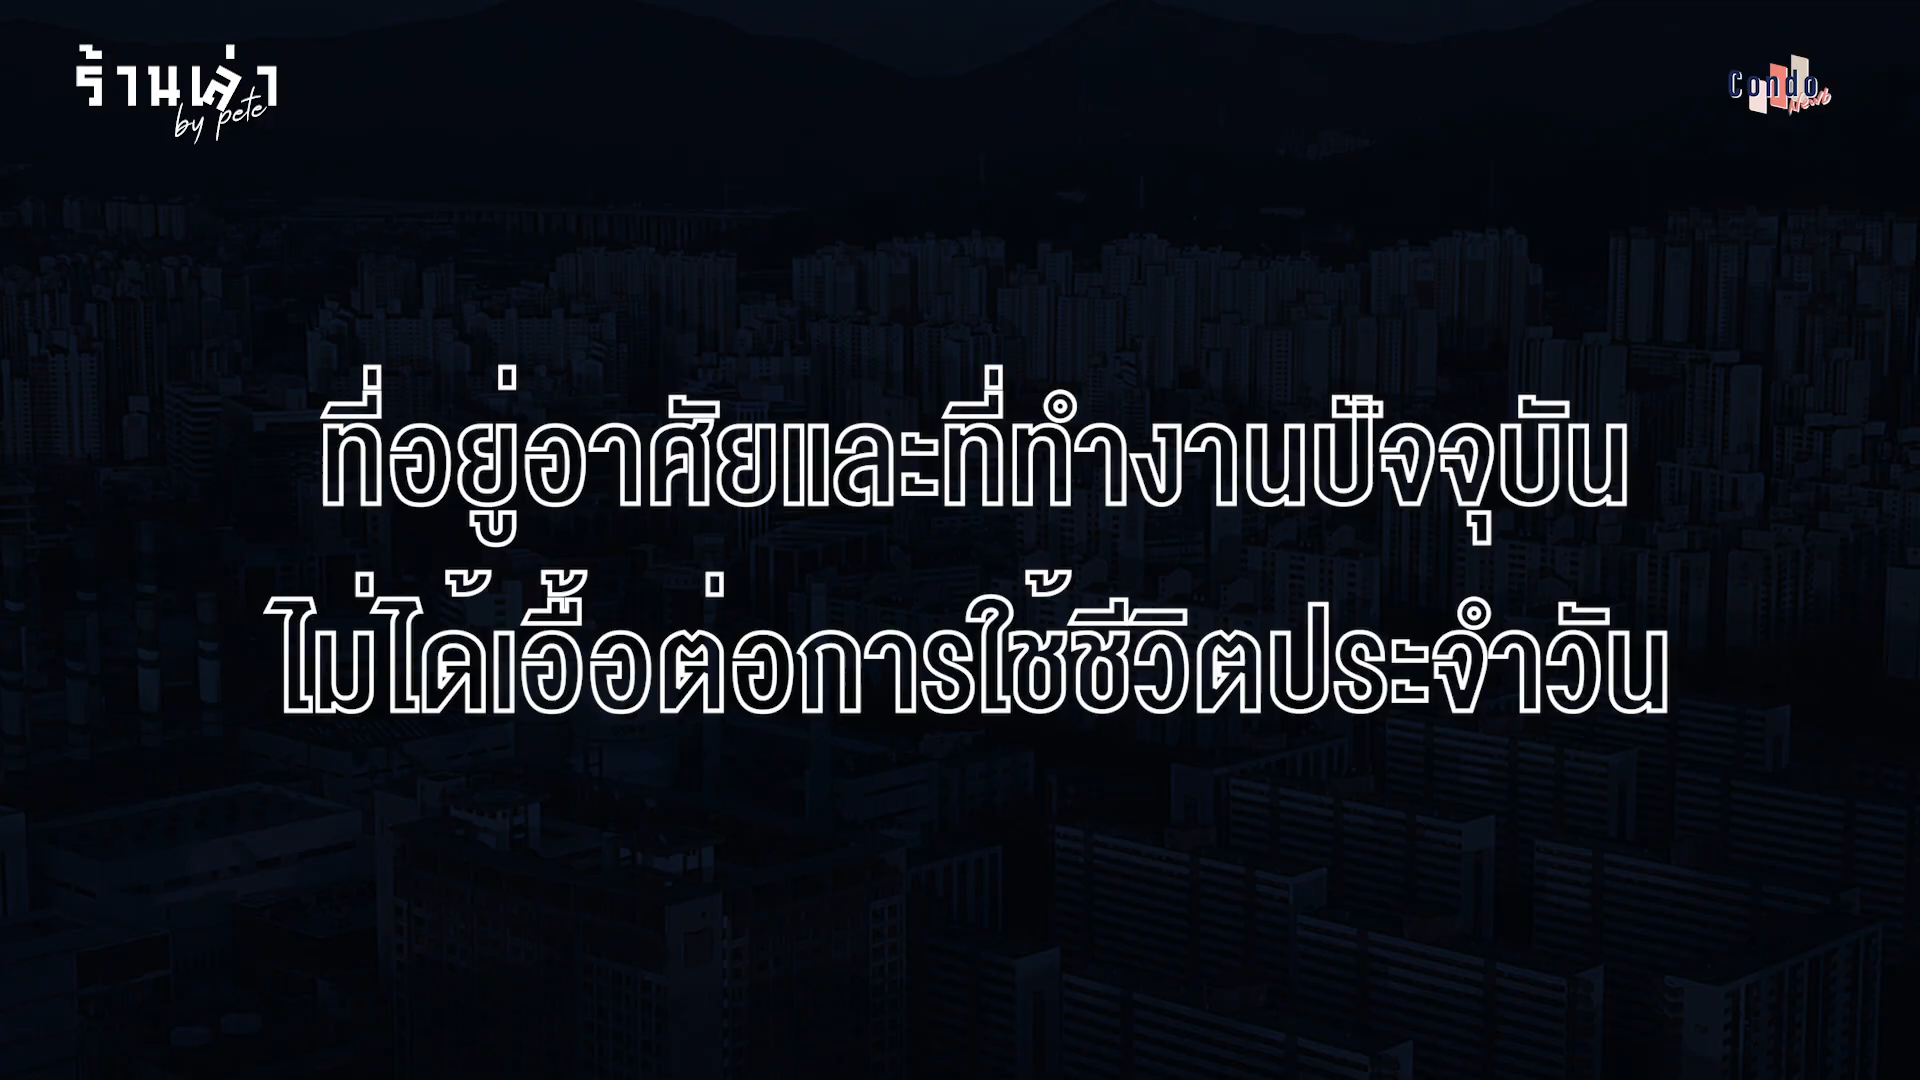 ร้านเล่า
by pete
Condo
News
ที่อยู่อาศัยและที่ทำงานปัจจุบัน
ไม่ได้เอื้อต่อการใช้ชีวิตประจำวัน